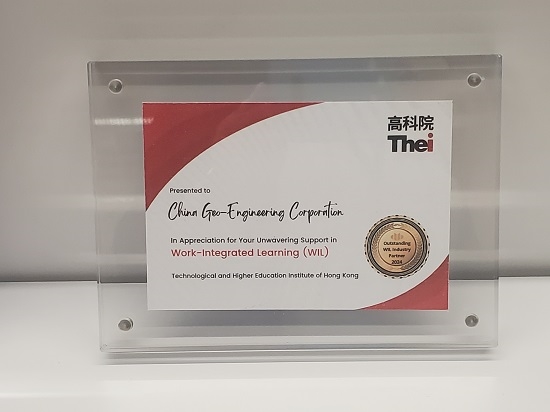 高科院
Thei
Presented to
China Geo-Engineering Corporation
In Appreciation for Your Unwavering Support in
Work-Integrated Learning (WIL)
Technological and Higher Education Institute of Hong Kong
Outstanding
WIL Industry
Partner
2024